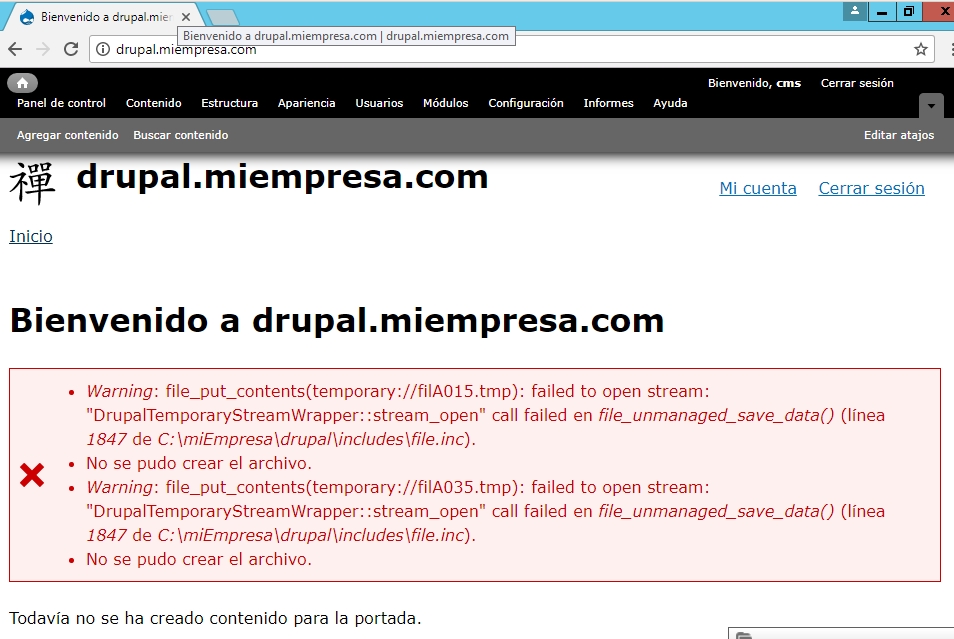 Bienvenido a drupal.mier
Bienvenido a drupal.miempresa.com | drupal.miempresa.com
drupal.miempresa.com
Bienvenido, cms Cerrar sesión
Panel de control Contenido Estructura Apariencia Usuarios Módulos Configuración Informes Ayuda
Agregar contenido Buscar contenido Editar atajos
禪 drupal.miempresa.com
Mi cuenta Cerrar sesión
Inicio
Bienvenido a drupal.miempresa.com
• Warning: file_put_contents(temporary://filA015.tmp): failed to open stream:
"DrupalTemporaryStreamWrapper::stream_open" call failed en file_unmanaged_save_data() (línea
1847 de C:\miEmpresa\drupal\includes\file.inc).
• No se pudo crear el archivo.
• Warning: file_put_contents(temporary://filA035.tmp): failed to open stream:
"DrupalTemporaryStreamWrapper::stream_open" call failed en file_unmanaged_save_data() (línea
1847 de C:\miEmpresa\drupal\includes\file.inc).
• No se pudo crear el archivo.
Todavía no se ha creado contenido para la portada.